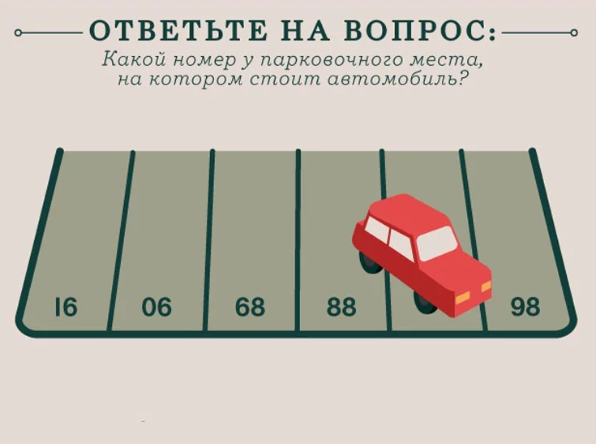 ОТВЕТЬТЕ НА ВОПРОС:
Какой номер у парковочного места,
на котором стоит автомобиль?
16 06 68 88 98